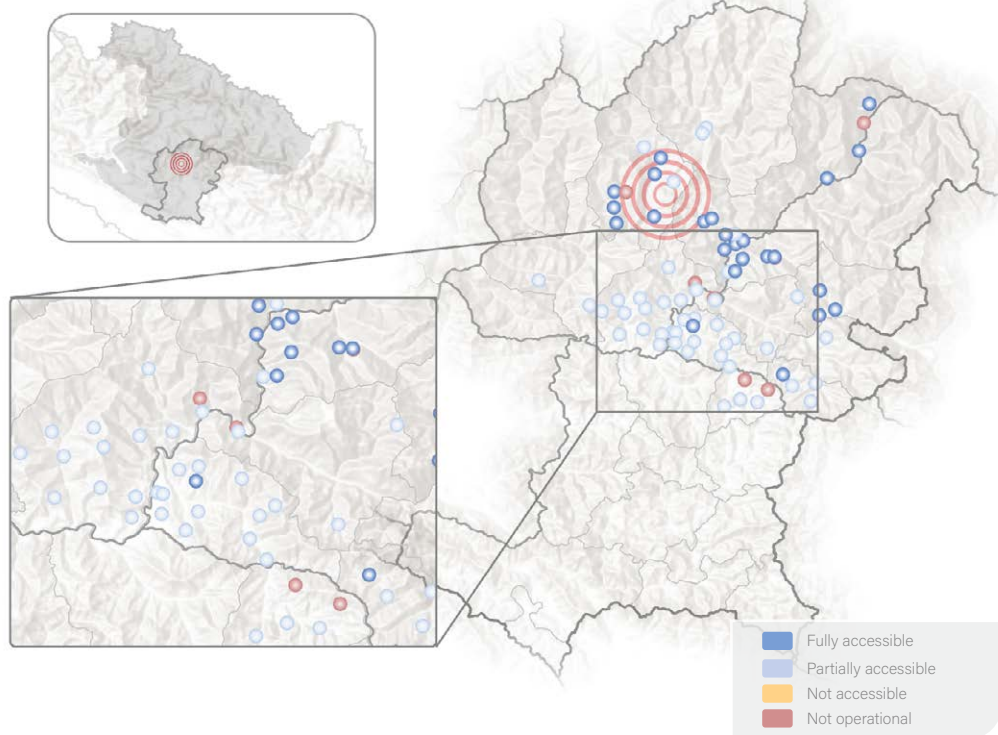 Fully accessible
Partially accessible
Not accessible
Not operational